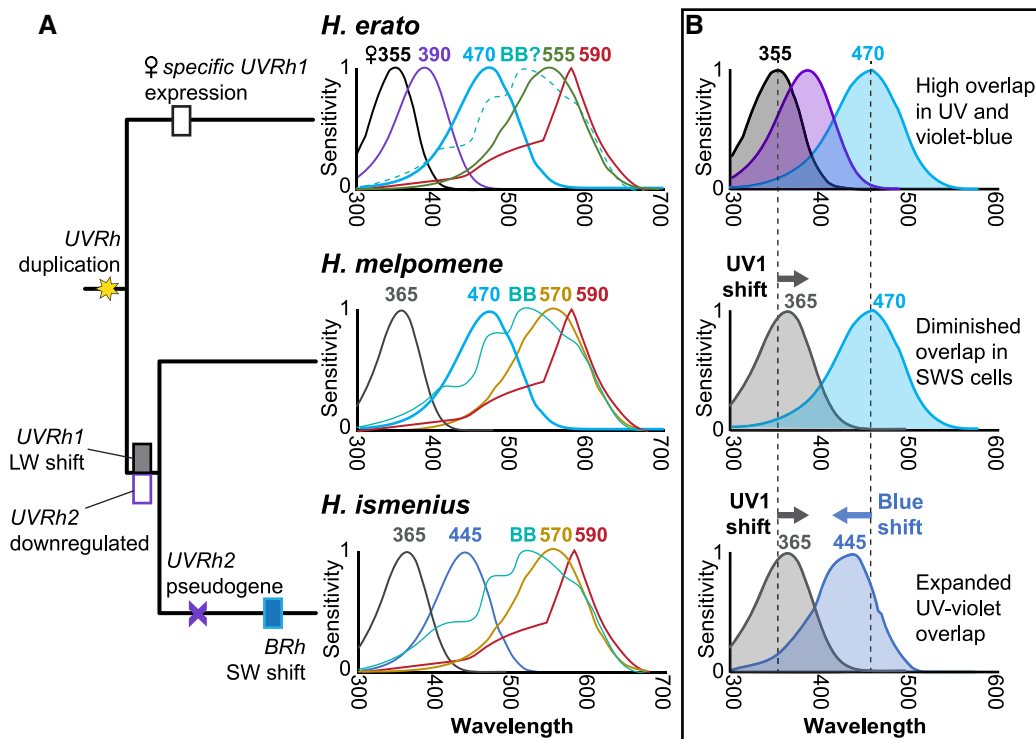 A
♀ specific UVRh1
expression
UVRh
duplication
UVRh1
LW shift
UVRh2
downregulated
UVRh2
pseudogene
BRh
SW shift
H. erato
♀355 390 470 BB? 555 590
Sensitivity
1
0
300 400 500 600 700
H. melpomene
365 470 BB 570 590
Sensitivity
1
0
300 400 500 600 700
H. ismenius
365 445 BB 570 590
Sensitivity
1
0
300 400 500 600 700
Wavelength
B
355 470
Sensitivity
1
0
300 400 500 600
High overlap
in UV and
violet-blue
UV1
shift
365 470
Sensitivity
1
0
300 400 500 600
Diminished
overlap in
SWS cells
UV1
shift
Blue
shift
365 445
Sensitivity
1
0
300 400 500 600
Expanded
UV-violet
overlap
Wavelength